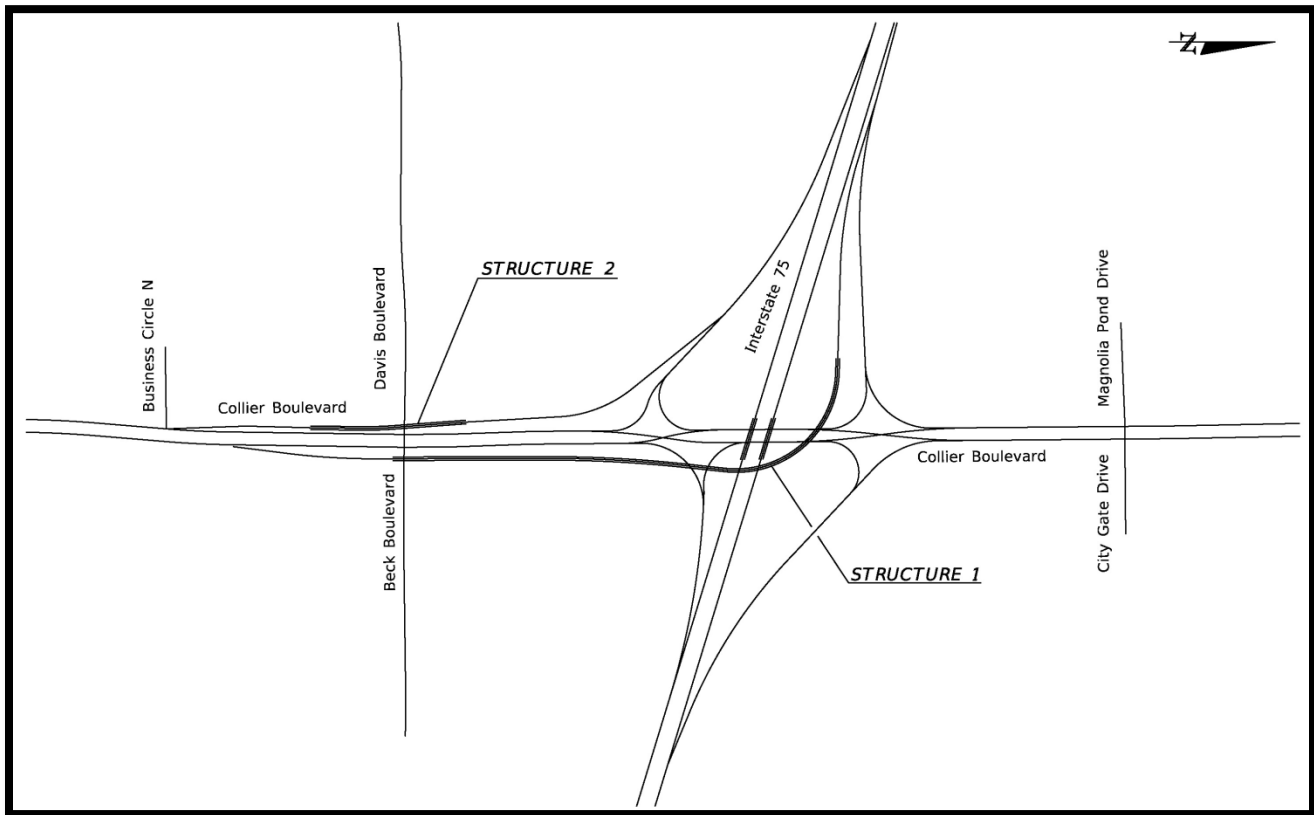 N
STRUCTURE 2
Interstate 75
Magnolia Pond Drive
Davis Boulevard
Business Circle N
Collier Boulevard
Collier Boulevard
City Gate Drive
Beck Boulevard
STRUCTURE 1